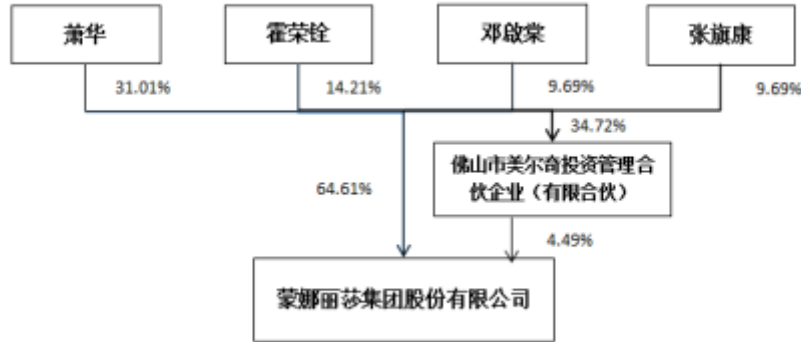 萧华
霍荣铨
邓啟棠
张旗康
31.01%
14.21%
9.69%
9.69%
34.72%
佛山市美尔奇投资管理合
伙企业（有限合伙）
64.61%
4.49%
蒙娜丽莎集团股份有限公司